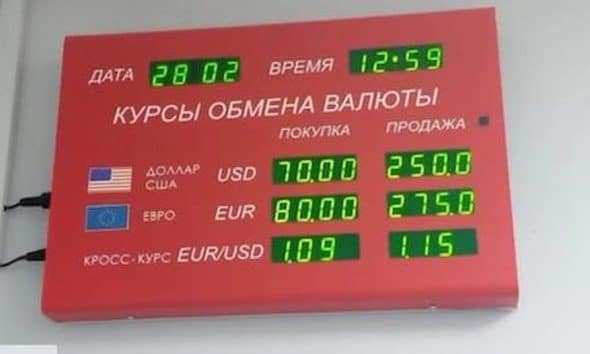 ДАТА 28 02 ВРЕМЯ 12:59
КУРСЫ ОБМЕНА ВАЛЮТЫ
ПОКУПКА ПРОДАЖА
ДОЛЛАР США USD 70.00 250.0
ЕВРО EUR 80.00 275.0
КРОСС-КУРС EUR/USD 1.09 1.15